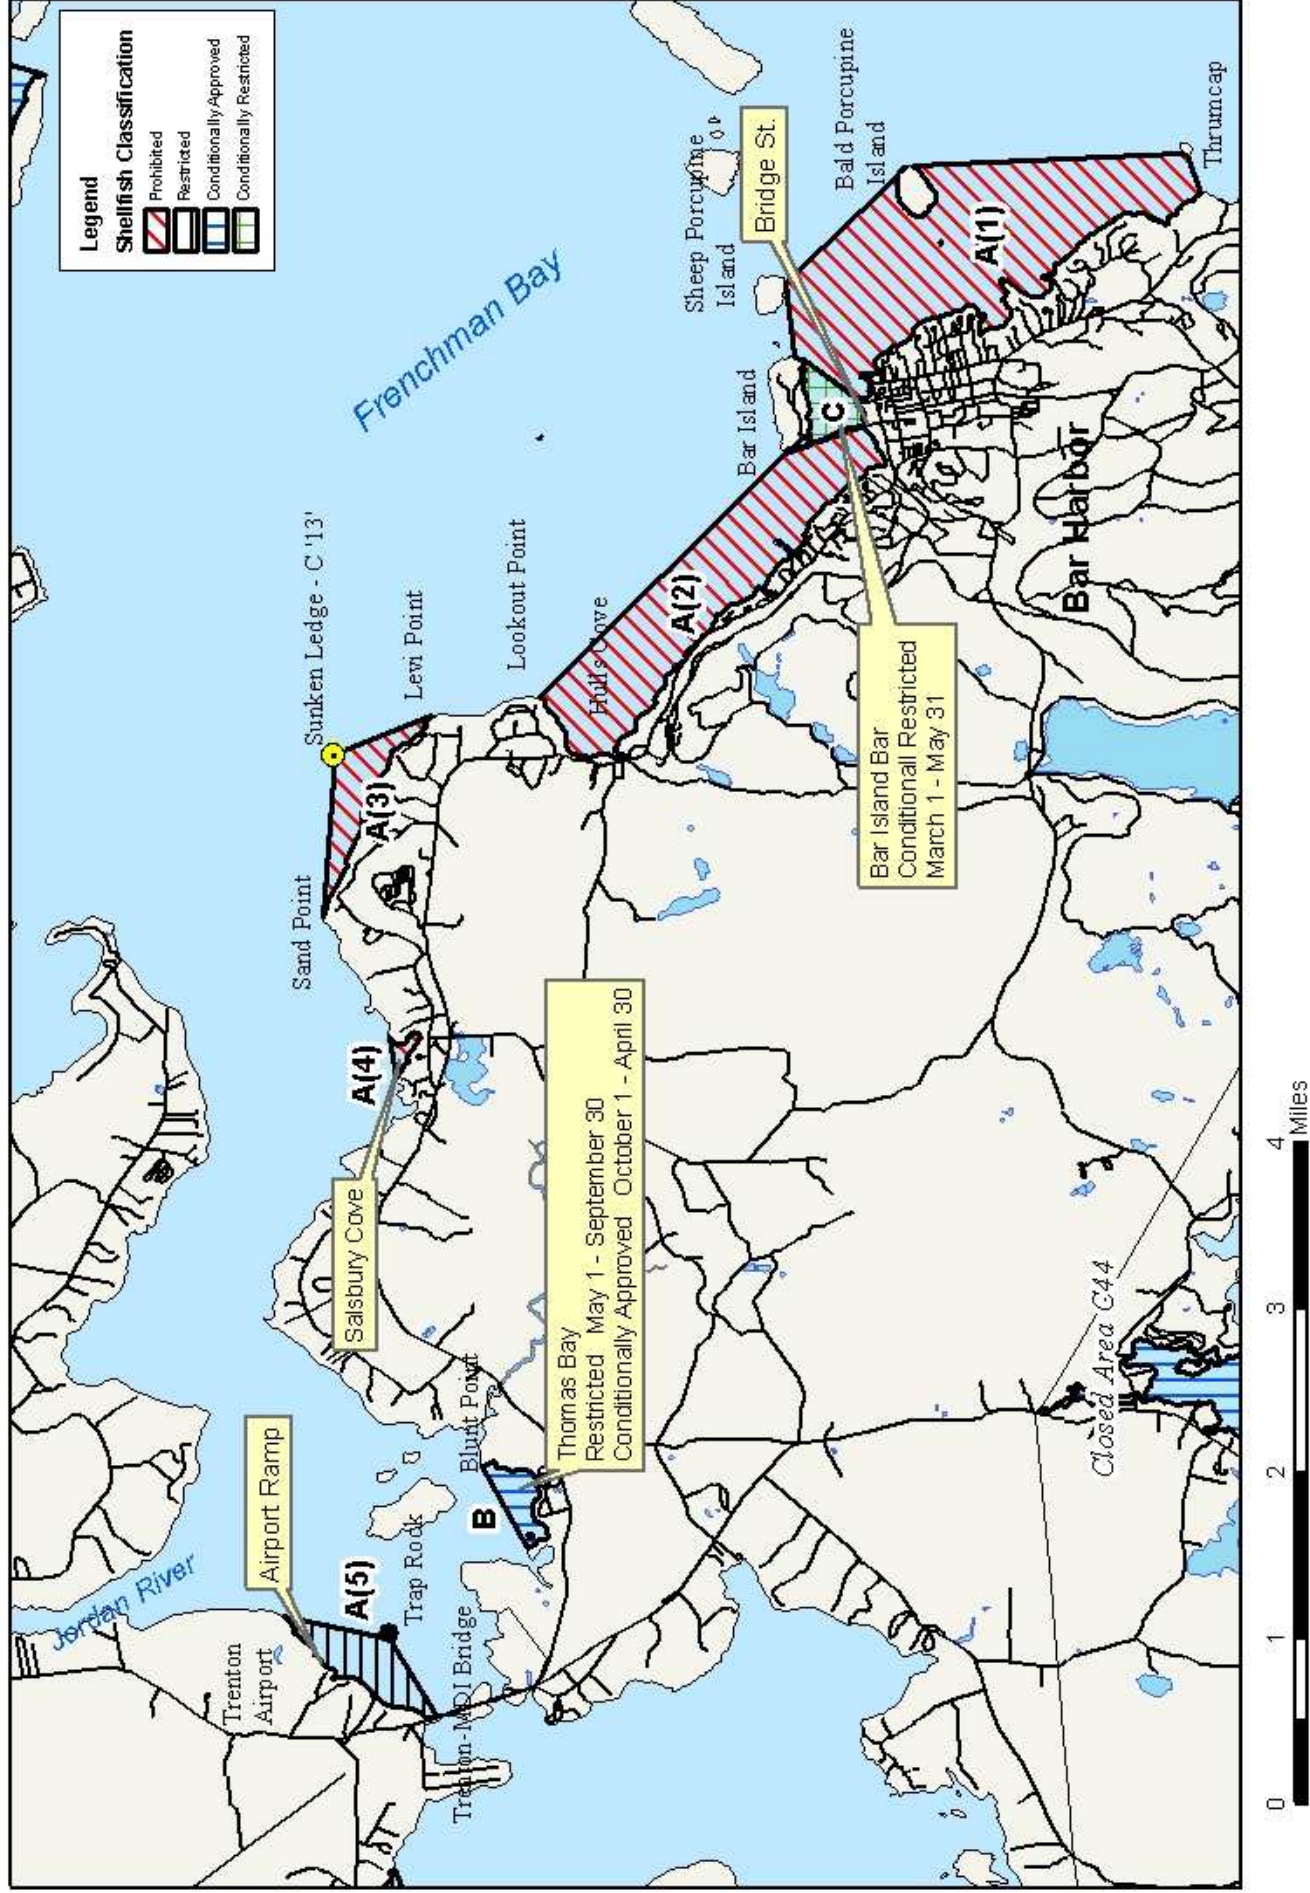 Legend
Shellfish Classification
Prohibited
Restricted
Conditionally Approved
Conditionally Restricted
Jordan River
Airport Ramp
Trenton
Airport
A(5)
Trap Rock
Trenton-MDI Bridge
B
Blunt Point
Thomas Bay
Restricted May 1 - September 30
Conditionally Approved October 1 - April 30
Salsbury Cove
A(4)
Sand Point
A(3)
Sunken Ledge - C '13'
Levi Point
Lookout Point
Hulls Cove
A(2)
Frenchman Bay
Bar Island
Sheep Porcupine
Island
Bridge St.
Bald Porcupine
Island
C
A(1)
Thrumcap
Bar Harbor
Bar Island Bar
Conditionall Restricted
March 1 - May 31
Closed Area C44
0 1 2 3 4
Miles